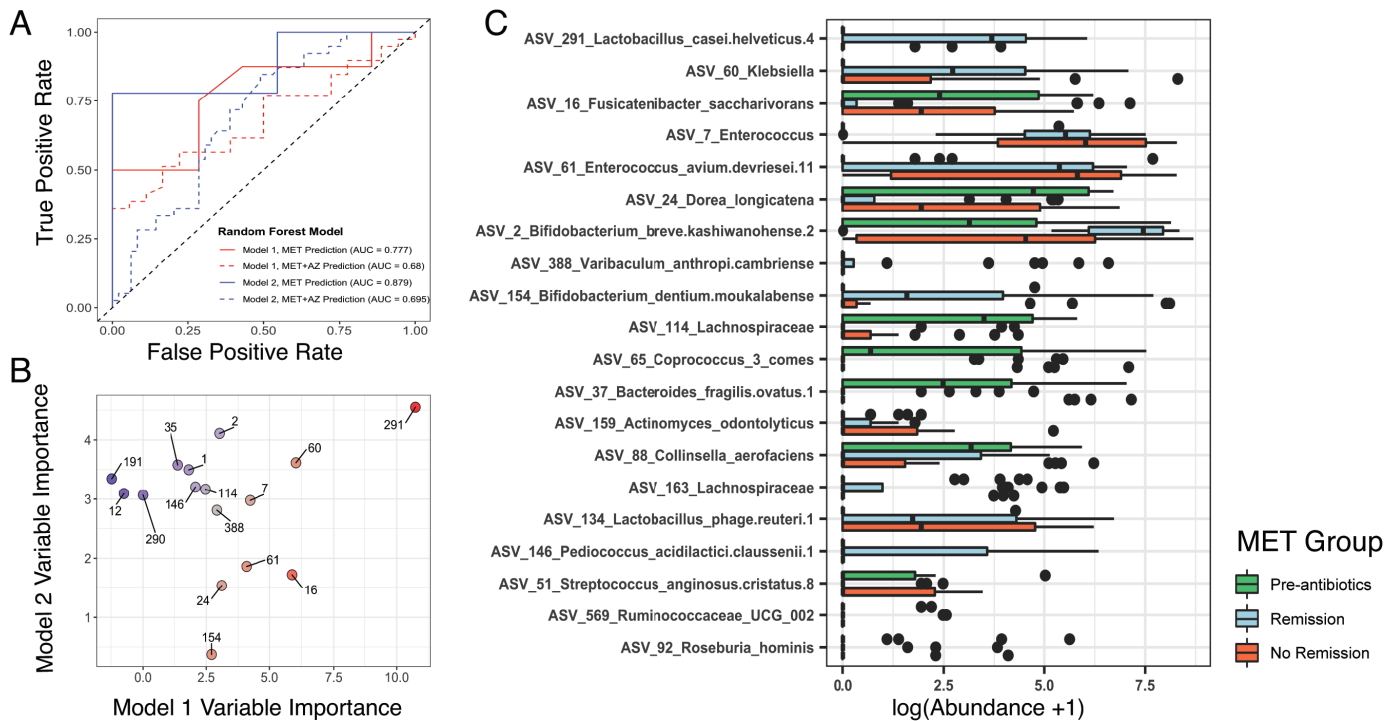 A
True Positive Rate
1.00
0.75
0.50
0.25
0.00
Random Forest Model
Model 1, MET Prediction (AUC = 0.777)
Model 1, MET+AZ Prediction (AUC = 0.68)
Model 2, MET Prediction (AUC = 0.879)
Model 2, MET+AZ Prediction (AUC = 0.695)
0.00
0.25
0.50
0.75
1.00
False Positive Rate
B
Model 2 Variable Importance
4
3
2
1
291
2
35
60
1
191
12
290
146
114
7
388
61
16
24
154
0.0
2.5
5.0
7.5
10.0
Model 1 Variable Importance
C
ASV_291_Lactobacillus_casei.helveticus.4
ASV_60_Klebsiella
ASV_16_Fusicatenibacter_saccharivorans
ASV_7_Enterococcus
ASV_61_Enterococcus_avium.devriesei.11
ASV_24_Dorea_longicatena
ASV_2_Bifidobacterium_breve.kashiwanohense.2
ASV_388_Varibaculum_anthropi.cambriense
ASV_154_Bifidobacterium_dentium.moukalabense
ASV_114_Lachnospiraceae
ASV_65_Coprococcus_3_comes
ASV_37_Bacteroides_fragilis.ovatus.1
ASV_159_Actinomyces_odontolyticus
ASV_88_Collinsella_aerofaciens
ASV_163_Lachnospiraceae
ASV_134_Lactobacillus_phage.reuteri.1
ASV_146_Pediococcus_acidilactici.claussenii.1
ASV_51_Streptococcus_anginosus.cristatus.8
ASV_569_Ruminococcaceae_UCG_002
ASV_92_Roseburia_hominis
0.0
2.5
5.0
7.5
log(Abundance +1)
MET Group
Pre-antibiotics
Remission
No Remission